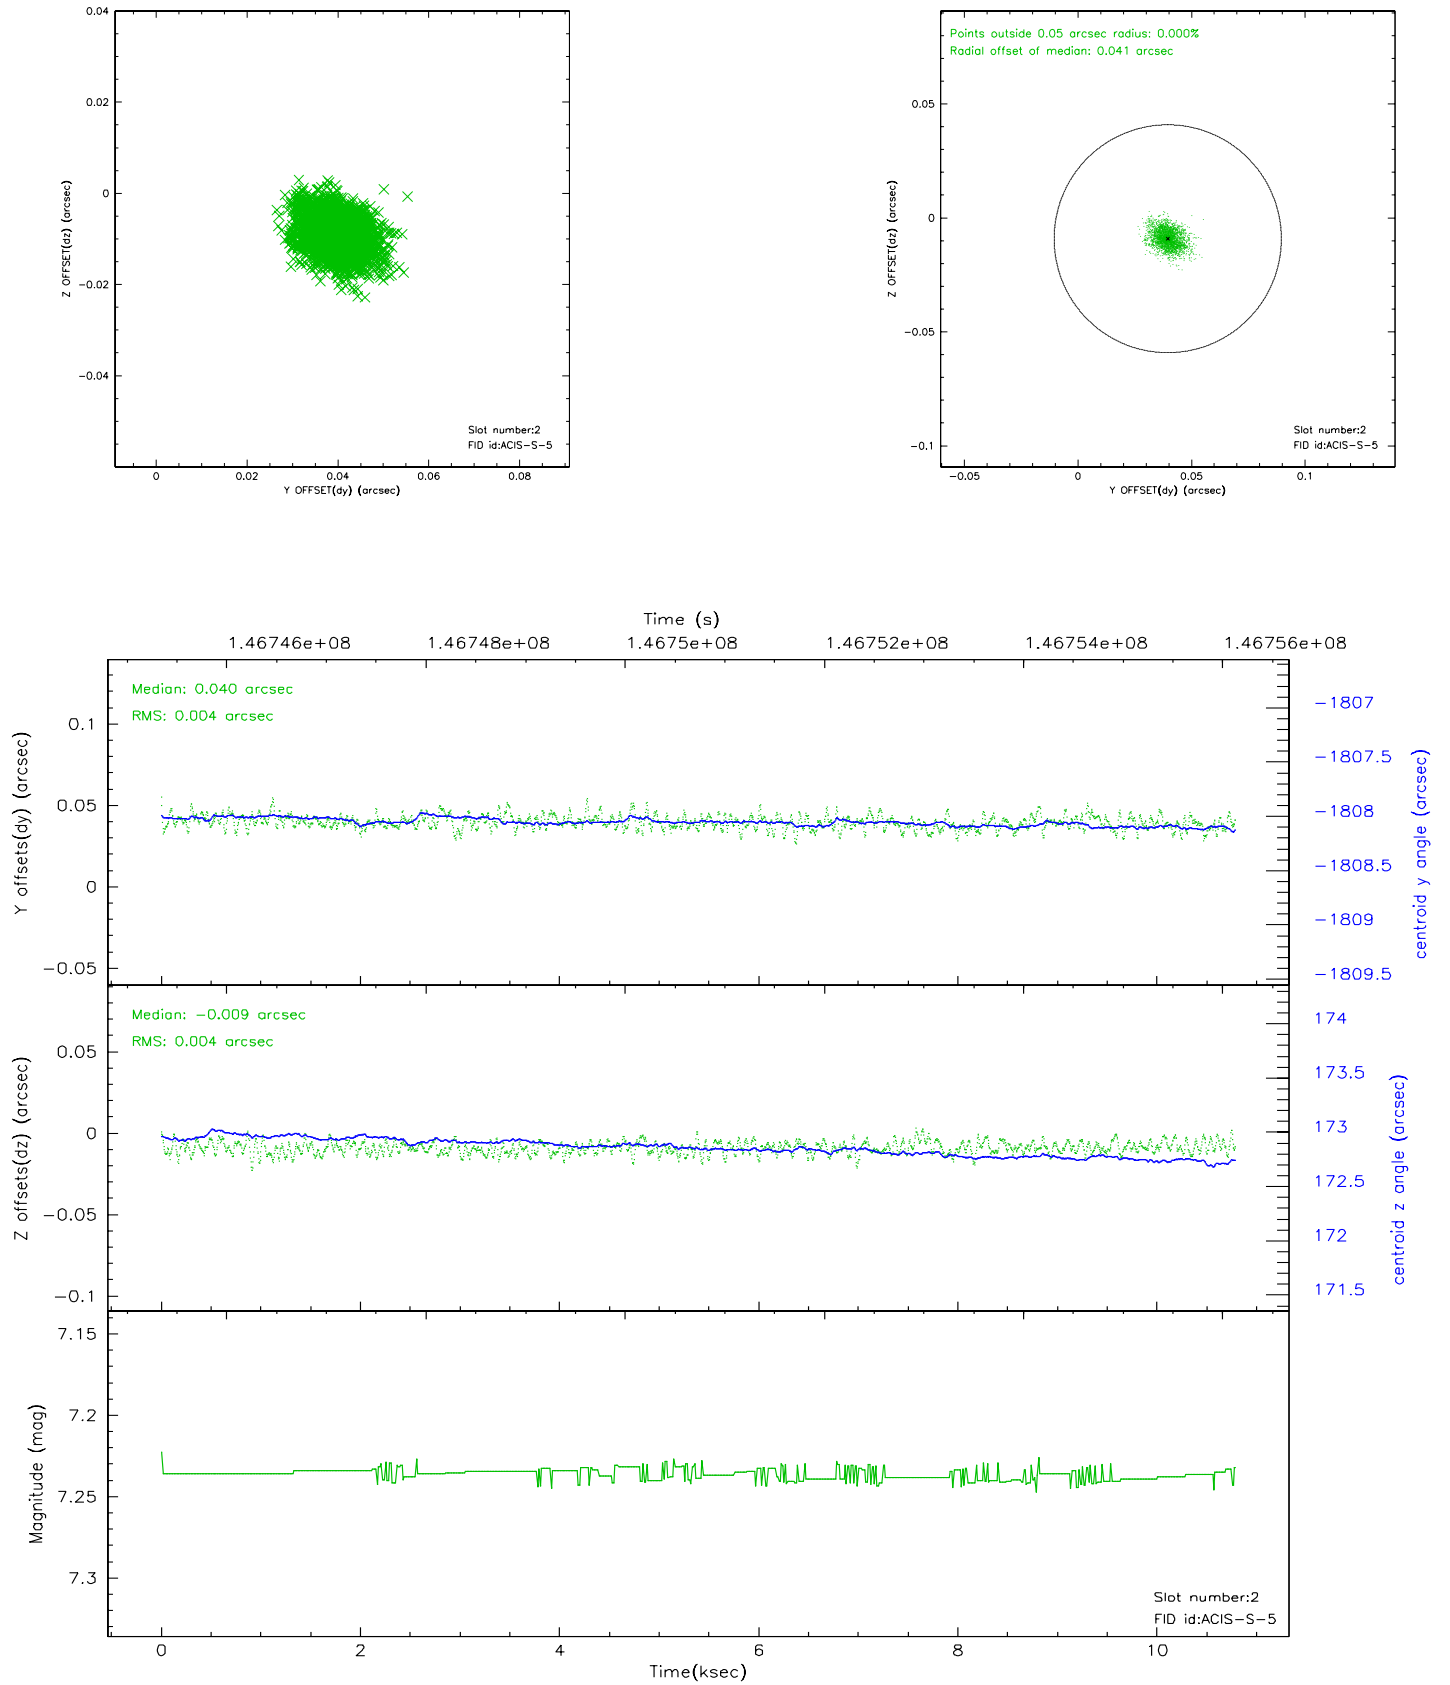 0.04
0.02
0
−0.02
−0.04
Z OFFSET(dz) (arcsec)
Slot number:2
FID id:ACIS−S−5
0 0.02 0.04 0.06 0.08
Y OFFSET(dy) (arcsec)
Points outside 0.05 arcsec radius: 0.000%
Radial offset of median: 0.041 arcsec
0.05
0
−0.05
−0.1
Z OFFSET(dz) (arcsec)
Slot number:2
FID id:ACIS−S−5
−0.05 0 0.05 0.1
Y OFFSET(dy) (arcsec)
Time (s)
1.46746e+08 1.46748e+08 1.4675e+08 1.46752e+08 1.46754e+08 1.46756e+08
Median: 0.040 arcsec
RMS: 0.004 arcsec
0.1
0.05
0
−0.05
Y offsets(dy) (arcsec)
−1807
−1807.5
−1808
−1808.5
−1809
−1809.5
centroid y angle (arcsec)
Median: −0.009 arcsec
RMS: 0.004 arcsec
0.05
0
−0.05
−0.1
Z offsets(dz) (arcsec)
174
173.5
173
172.5
172
171.5
centroid z angle (arcsec)
7.15
7.2
7.25
7.3
Magnitude (mag)
Slot number:2
FID id:ACIS−S−5
0 2 4 6 8 10
Time(ksec)